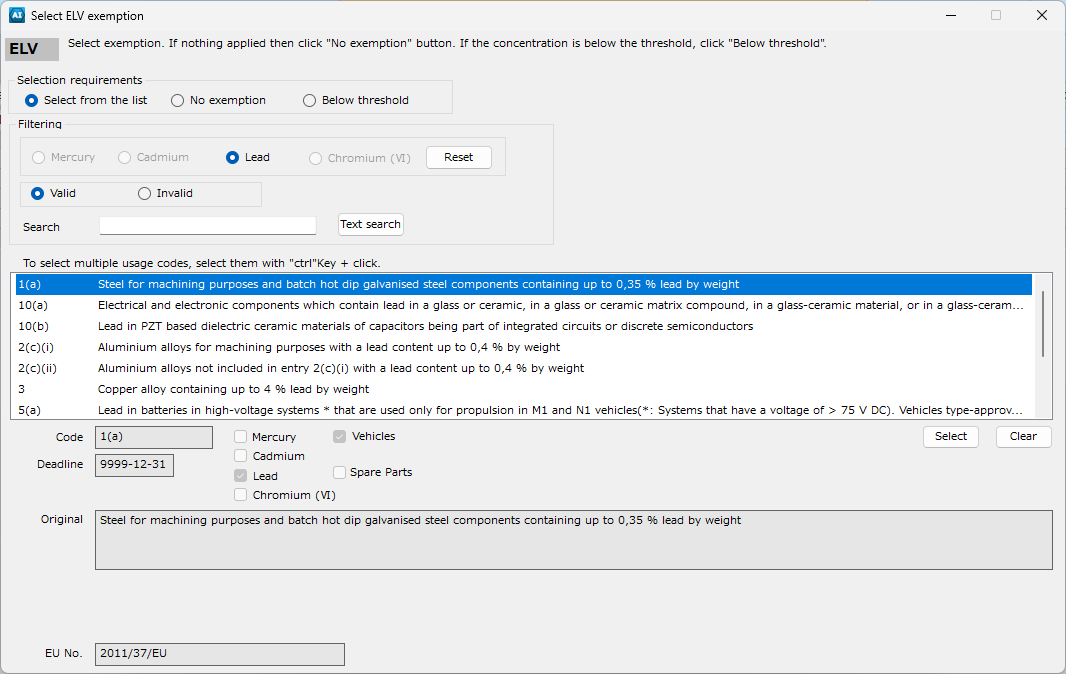 AI Select ELV exemption
ELV Select exemption. If nothing applied then click "No exemption" button. If the concentration is below the threshold, click "Below threshold".
Selection requirements
Select from the list No exemption Below threshold
Filtering
Mercury Cadmium Lead Chromium (VI) Reset
Valid Invalid
Search Text search
To select multiple usage codes, select them with "ctrl"Key + click.
1(a) Steel for machining purposes and batch hot dip galvanised steel components containing up to 0,35 % lead by weight
10(a) Electrical and electronic components which contain lead in a glass or ceramic, in a glass or ceramic matrix compound, in a glass-ceramic material, or in a glass-ceram...
10(b) Lead in PZT based dielectric ceramic materials of capacitors being part of integrated circuits or discrete semiconductors
2(c)(i) Aluminium alloys for machining purposes with a lead content up to 0,4 % by weight
2(c)(ii) Aluminium alloys not included in entry 2(c)(i) with a lead content up to 0,4 % by weight
3 Copper alloy containing up to 4 % lead by weight
5(a) Lead in batteries in high-voltage systems * that are used only for propulsion in M1 and N1 vehicles(*: Systems that have a voltage of > 75 V DC). Vehicles type-approv...
Code 1(a) Mercury Vehicles Select Clear
Cadmium
Deadline 9999-12-31
Lead Spare Parts
Chromium (VI)
Original Steel for machining purposes and batch hot dip galvanised steel components containing up to 0,35 % lead by weight
EU No. 2011/37/EU